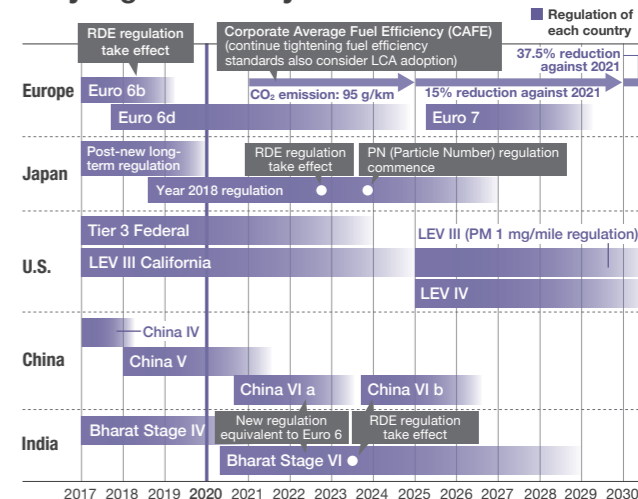 Regulation of
each country
RDE regulation
take effect
Corporate Average Fuel Efficiency (CAFE)
(continue tightening fuel efficiency
standards also consider LCA adoption)
37.5% reduction
against 2021
Europe
Euro 6b
CO₂ emission: 95 g/km
15% reduction against 2021
Euro 6d
Euro 7
Japan
Post-new long-
term regulation
RDE regulation
take effect
PN (Particle Number) regulation
commence
Year 2018 regulation
U.S.
Tier 3 Federal
LEV III (PM 1 mg/mile regulation)
LEV III California
LEV IV
China
China IV
China V
China VI a
China VI b
India
Bharat Stage IV
New regulation
equivalent to Euro 6
RDE regulation
take effect
Bharat Stage VI
2017 2018 2019 2020 2021 2022 2023 2024 2025 2026 2027 2028 2029 2030